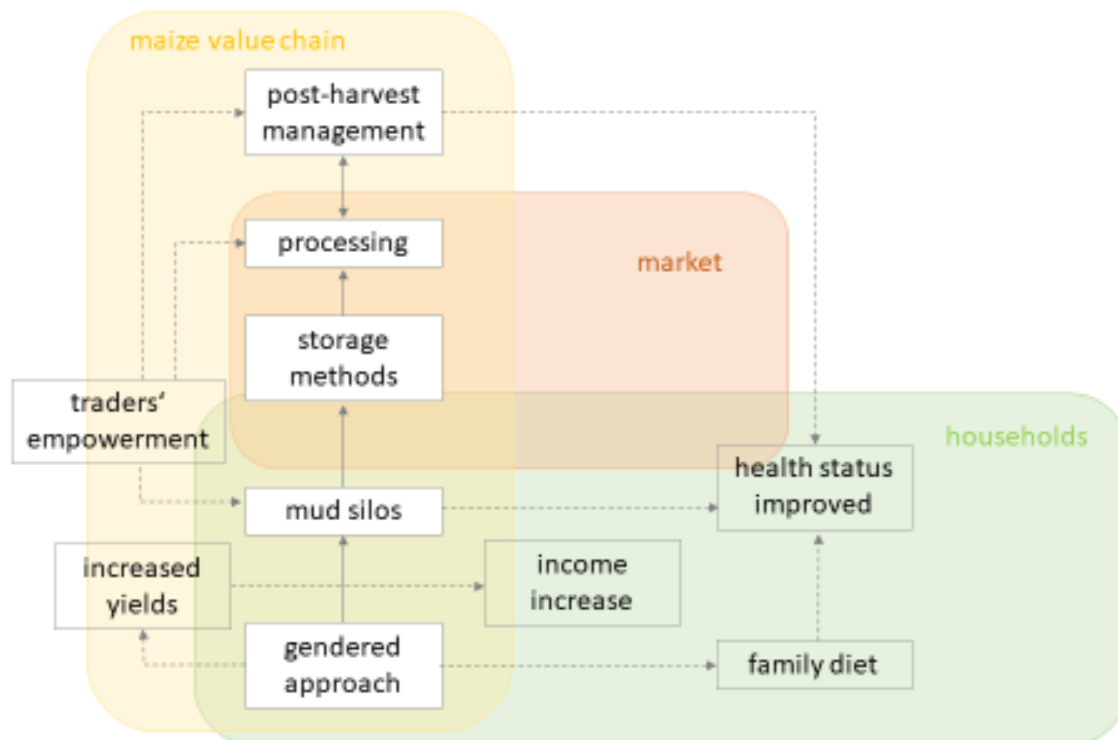 maize value chain
post-harvest
management
processing
market
storage
methods
traders‘
empowerment
households
health status
improved
mud silos
increased
yields
income
increase
gendered
approach
family diet